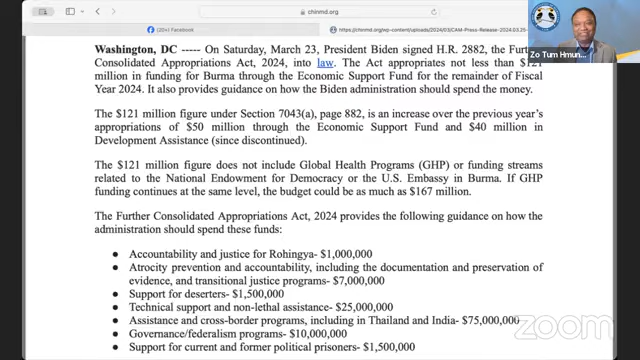 chinmd.org
(20+) Facebook
https://chinmd.org/wp-content/uploads/2024/03/CAM-Press-Release-2024.03.25-
Zo Tum Hmun...
Washington, DC ----- On Saturday, March 23, President Biden signed H.R. 2882, the Further
Consolidated Appropriations Act, 2024, into law. The Act appropriates not less than $121
million in funding for Burma through the Economic Support Fund for the remainder of Fiscal
Year 2024. It also provides guidance on how the Biden administration should spend the money.
The $121 million figure under Section 7043(a), page 882, is an increase over the previous year's
appropriations of $50 million through the Economic Support Fund and $40 million in
Development Assistance (since discontinued).
The $121 million figure does not include Global Health Programs (GHP) or funding streams
related to the National Endowment for Democracy or the U.S. Embassy in Burma. If GHP
funding continues at the same level, the budget could be as much as $167 million.
The Further Consolidated Appropriations Act, 2024 provides the following guidance on how the
administration should spend these funds:
● Accountability and justice for Rohingya- $1,000,000
● Atrocity prevention and accountability, including the documentation and preservation of
evidence, and transitional justice programs- $7,000,000
● Support for deserters- $1,500,000
● Technical support and non-lethal assistance- $25,000,000
● Assistance and cross-border programs, including in Thailand and India- $75,000,000
● Governance/federalism programs- $10,000,000
● Support for current and former political prisoners- $1,500,000
zoom